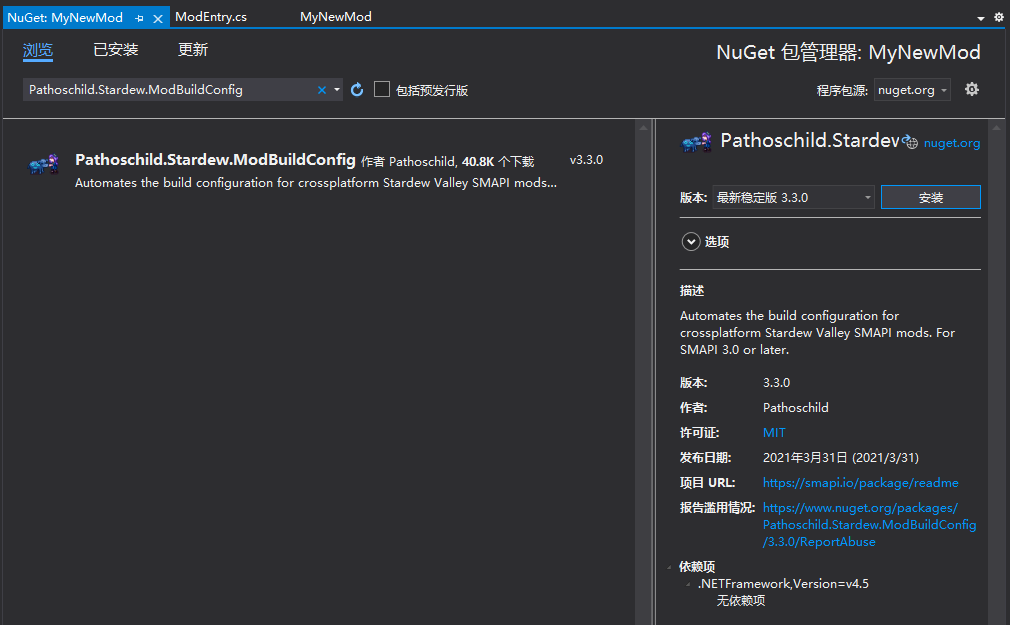 NuGet: MyNewMod
ModEntry.cs
MyNewMod
浏览
已安装
更新
NuGet 包管理器: MyNewMod
Pathoschild.Stardew.ModBuildConfig
包括预发行版
程序包源: nuget.org
Pathoschild.Stardew.ModBuildConfig 作者 Pathoschild, 40.8K 个下载
v3.3.0
Automates the build configuration for crossplatform Stardew Valley SMAPI mods...
Pathoschild.Stardew
nuget.org
版本: 最新稳定版 3.3.0
安装
选项
描述
Automates the build configuration for
crossplatform Stardew Valley SMAPI mods. For
SMAPI 3.0 or later.
版本: 3.3.0
作者: Pathoschild
许可证: MIT
发布日期: 2021年3月31日 (2021/3/31)
项目 URL: https://smapi.io/package/readme
报告滥用情况: https://www.nuget.org/packages/
Pathoschild.Stardew.ModBuildConfig
/3.3.0/ReportAbuse
依赖项
.NETFramework,Version=v4.5
无依赖项